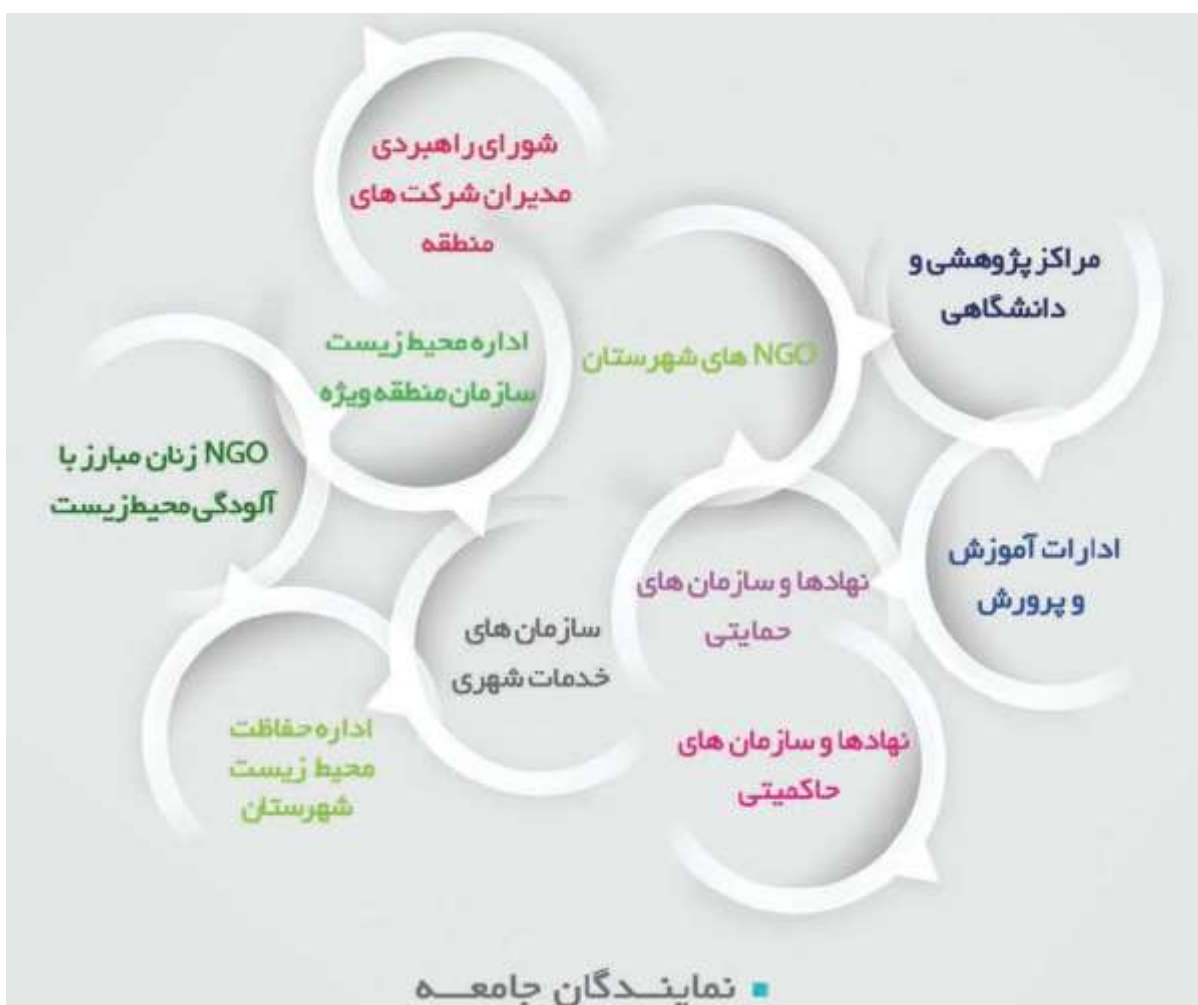 شورای راهبردی
مدیران شرکت های
منطقه
مراکز پژوهشی و
دانشگاهی
NGO های شهرستان
اداره محیط زیست
سازمان منطقه ویژه
NGO زنان مبارز با
آلودگی محیط زیست
ادارات آموزش
و پرورش
نهادها و سازمان های
حمایتی
سازمان های
خدمات شهری
نهادها و سازمان های
حاکمیتی
اداره حفاظت
محیط زیست
شهرستان
نماینــدگان جامعـــه